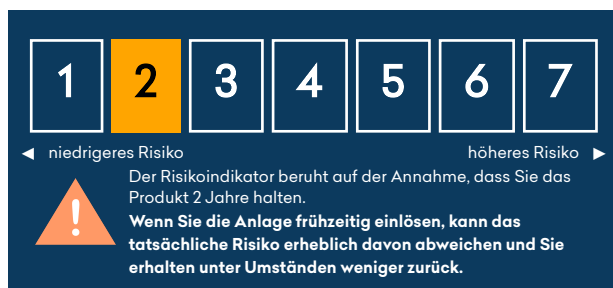 1 2 3 4 5 6 7
◄ niedrigeres Risiko höheres Risiko ►
Der Risikoindikator beruht auf der Annahme, dass Sie das
Produkt 2 Jahre halten.
!
Wenn Sie die Anlage frühzeitig einlösen, kann das
tatsächliche Risiko erheblich davon abweichen und Sie
erhalten unter Umständen weniger zurück.